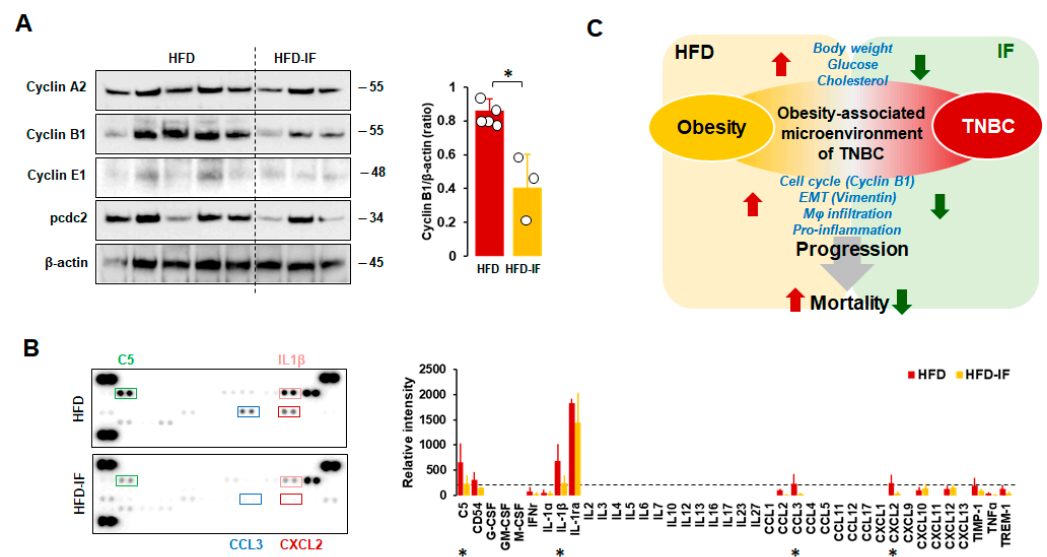 A
HFD
HFD-IF
Cyclin A2
55
Cyclin B1
55
Cyclin E1
48
pcdc2
34
β-actin
45
Cyclin B1/β-actin (ratio)
1
0.8
0.6
0.4
0.2
0
*
HFD HFD-IF
C
HFD
IF
Body weight
Glucose
Cholesterol
Obesity
Obesity-associated
microenvironment
of TNBC
TNBC
Cell cycle (Cyclin B1)
EMT (Vimentin)
Mφ infiltration
Pro-inflammation
Progression
Mortality
B
C5
IL1β
HFD
HFD-IF
CCL3
CXCL2
Relative intensity
2500
2000
1500
1000
500
0
HFD
HFD-IF
C5
CD54
G-CSF
GM-CSF
M-CSF
IFNr
IL-1α
IL-1β
IL-1ra
IL2
IL3
IL4
IL5
IL6
IL7
IL10
IL12
IL13
IL16
IL17
IL23
IL27
CCL1
CCL2
CCL3
CCL4
CCL5
CCL11
CCL12
CCL17
CXCL1
CXCL2
CXCL9
CXCL10
CXCL11
CXCL12
CXCL13
TIMP-1
TNFα
TREM-1
* * * *